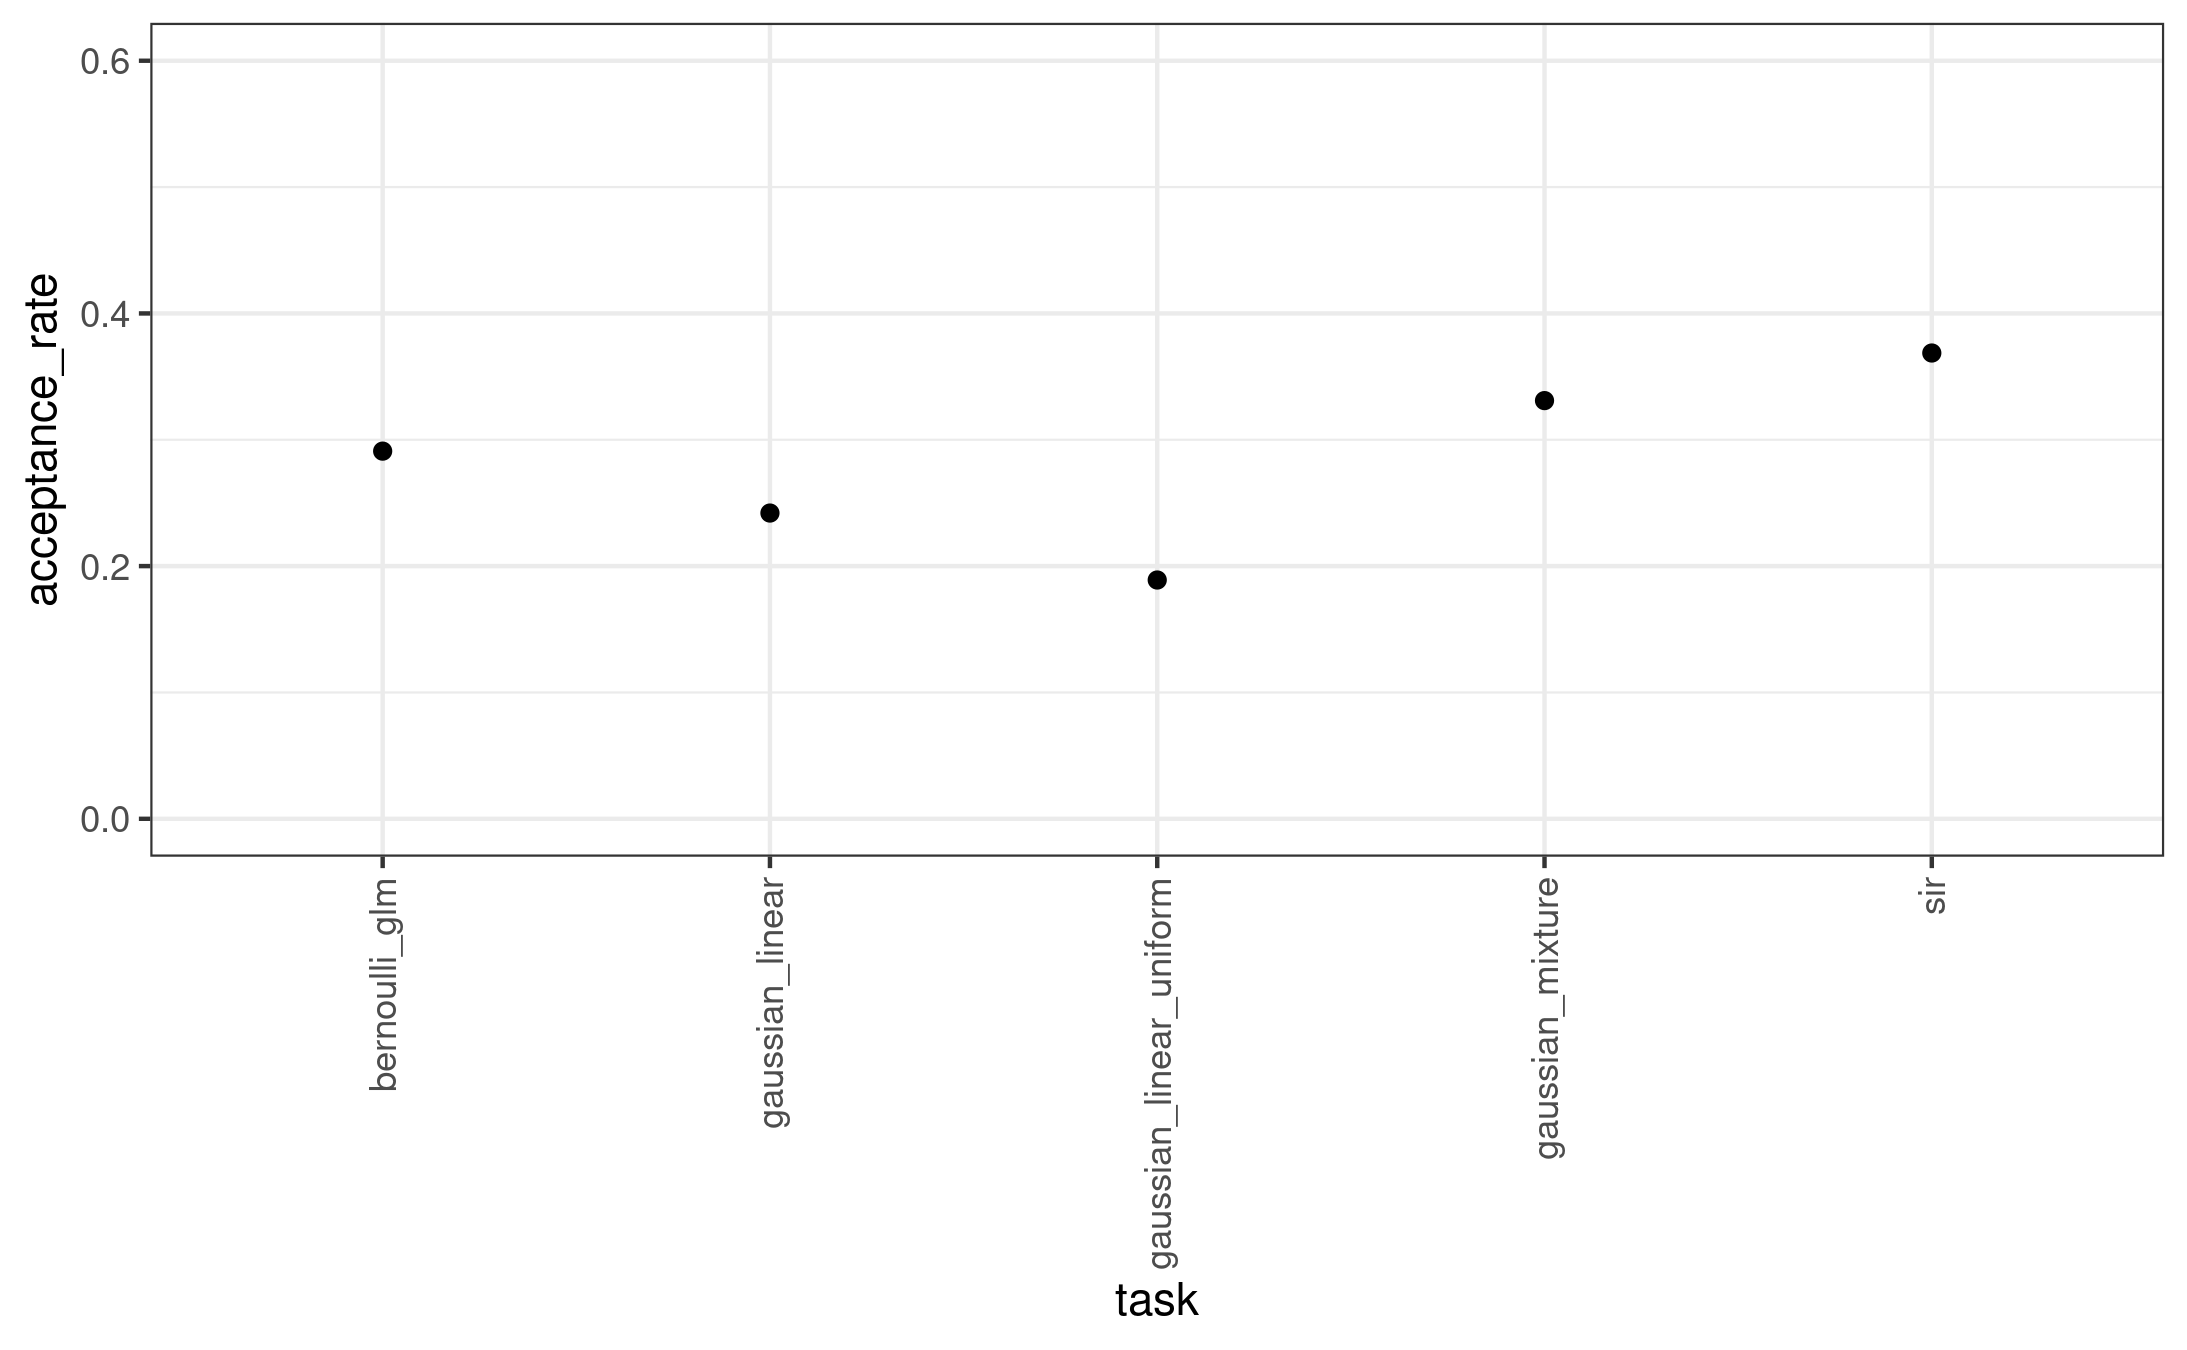 acceptance_rate
0.6
0.4
0.2
0.0
bernoulli_glm
gaussian_linear
gaussian_linear_uniform
gaussian_mixture
sir
task